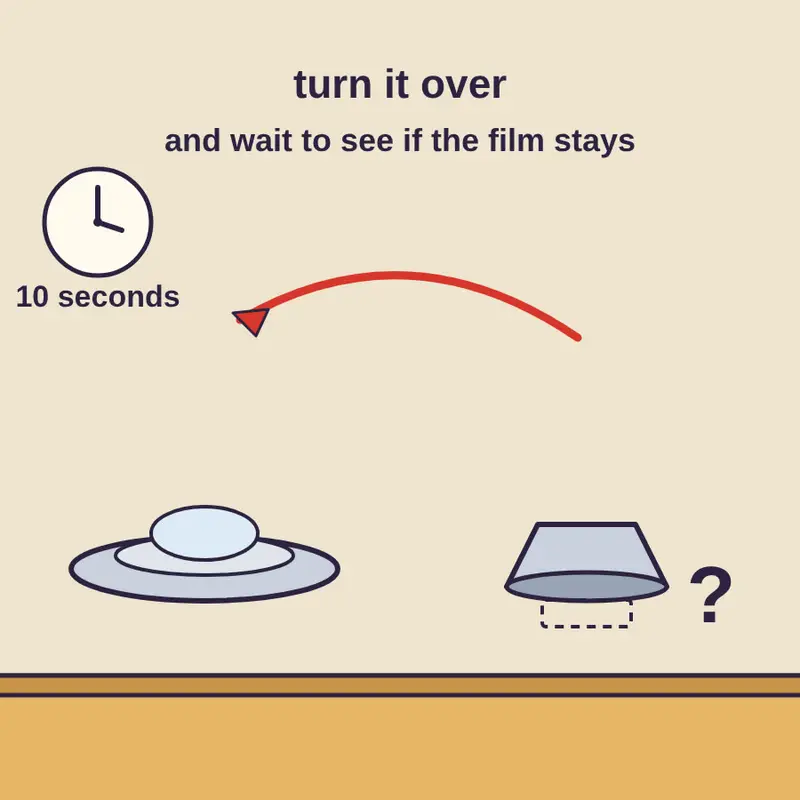 turn it over
and wait to see if the film stays
10 seconds
?